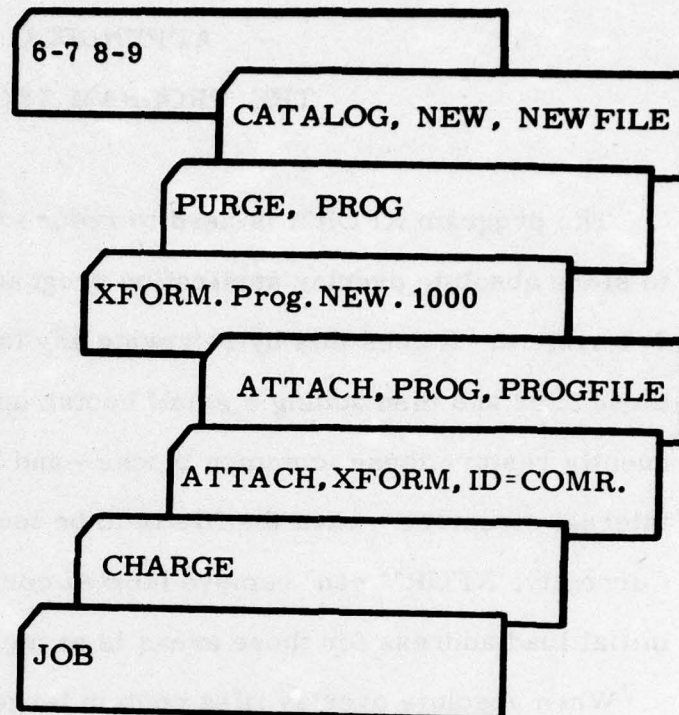 6-7 8-9
CATALOG, NEW, NEWFILE
PURGE, PROG
XFORM. Prog. NEW. 1000
ATTACH, PROG, PROGFILE
ATTACH, XFORM, ID=COMR.
CHARGE
JOB